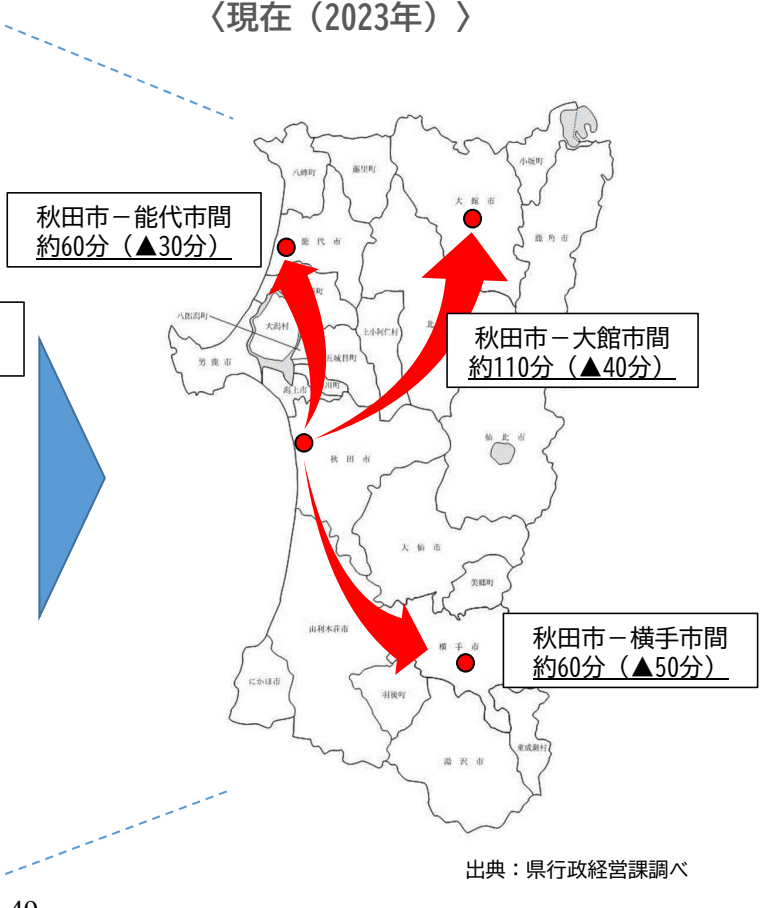 〈現在（2023年）〉
八峰町
藤里町
小坂町
大館市
秋田市－能代市間
約60分（▲30分）
能代市
鹿角市
町
八郎潟町
大潟村
上小阿仁村
北
秋田市－大館市間
約110分（▲40分）
男鹿市
五城目町
潟上市
川町
仙北市
秋田市
大仙市
美郷町
由利本荘市
横手市
秋田市－横手市間
約60分（▲50分）
にかほ市
羽後町
東成瀬村
湯沢市
出典：県行政経営課調べ